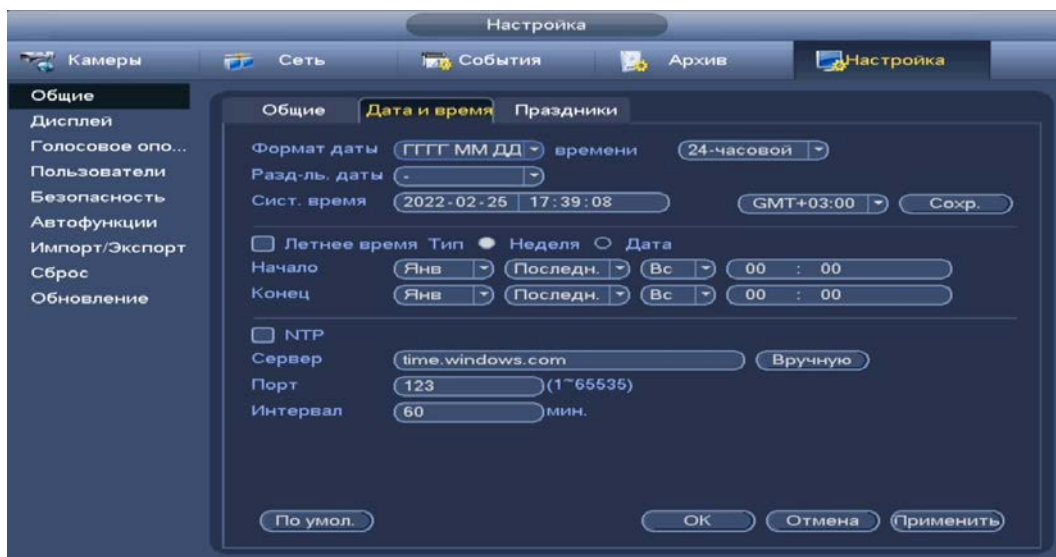 Настройка
Камеры Сеть События Архив Настройка
Общие
Дисплей
Голосовое опо...
Пользователи
Безопасность
Автофункции
Импорт/Экспорт
Сброс
Обновление
Общие Дата и время Праздники
Формат даты ГГГГ ММ ДД времени 24-часовой
Разд-ль. даты -
Сист. время 2022-02-25 17:39:08 GMT+03:00 Сохр.
Летнее время Тип Неделя Дата
Начало Янв Последн. Вс 00 : 00
Конец Янв Последн. Вс 00 : 00
NTP
Сервер time.windows.com Вручную
Порт 123 (1~65535)
Интервал 60 мин.
По умол. OK Отмена Применить